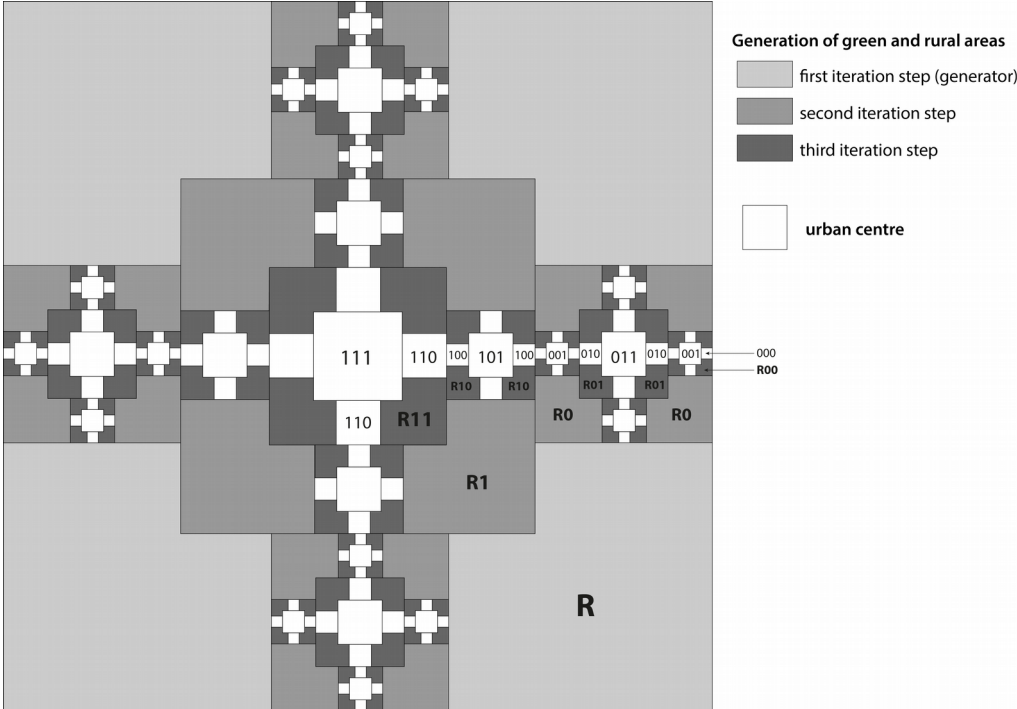 Generation of green and rural areas
first iteration step (generator)
second iteration step
third iteration step
urban centre
111 110 100 101 100 001 010 011 010 001 000
R10 R10 R01 R01 R00
110 R11 R0 R0
R1
R